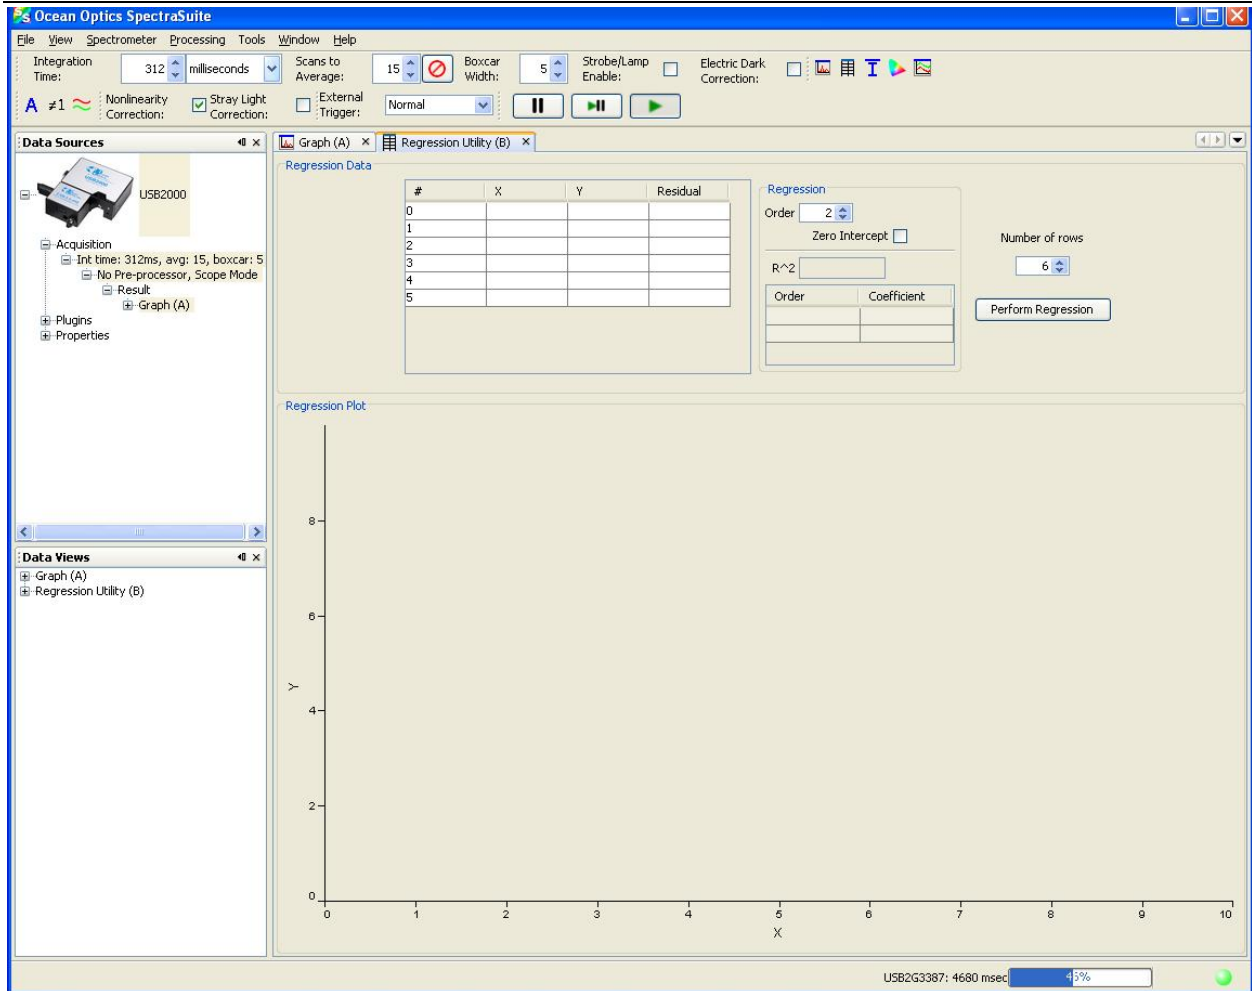 Ocean Optics SpectraSuite
File View Spectrometer Processing Tools Window Help
Integration Time: 312 milliseconds Scans to Average: 15 Boxcar Width: 5 Strobe/Lamp Enable: Electric Dark Correction:
A ≠1 Nonlinearity Correction: Stray Light Correction: External Trigger: Normal
Data Sources
USB2000
Acquisition
Int time: 312ms, avg: 15, boxcar: 5
No Pre-processor, Scope Mode
Result
Graph (A)
Plugins
Properties
Data Views
Graph (A)
Regression Utility (B)
Graph (A) Regression Utility (B)
Regression Data
# X Y Residual
0
1
2
3
4
5
Regression
Order 2
Zero Intercept
R^2
Order Coefficient
Number of rows
6
Perform Regression
Regression Plot
8
6
Y
4
2
0
0 1 2 3 4 5 6 7 8 9 10
X
USB2G3387: 4680 msec 45%